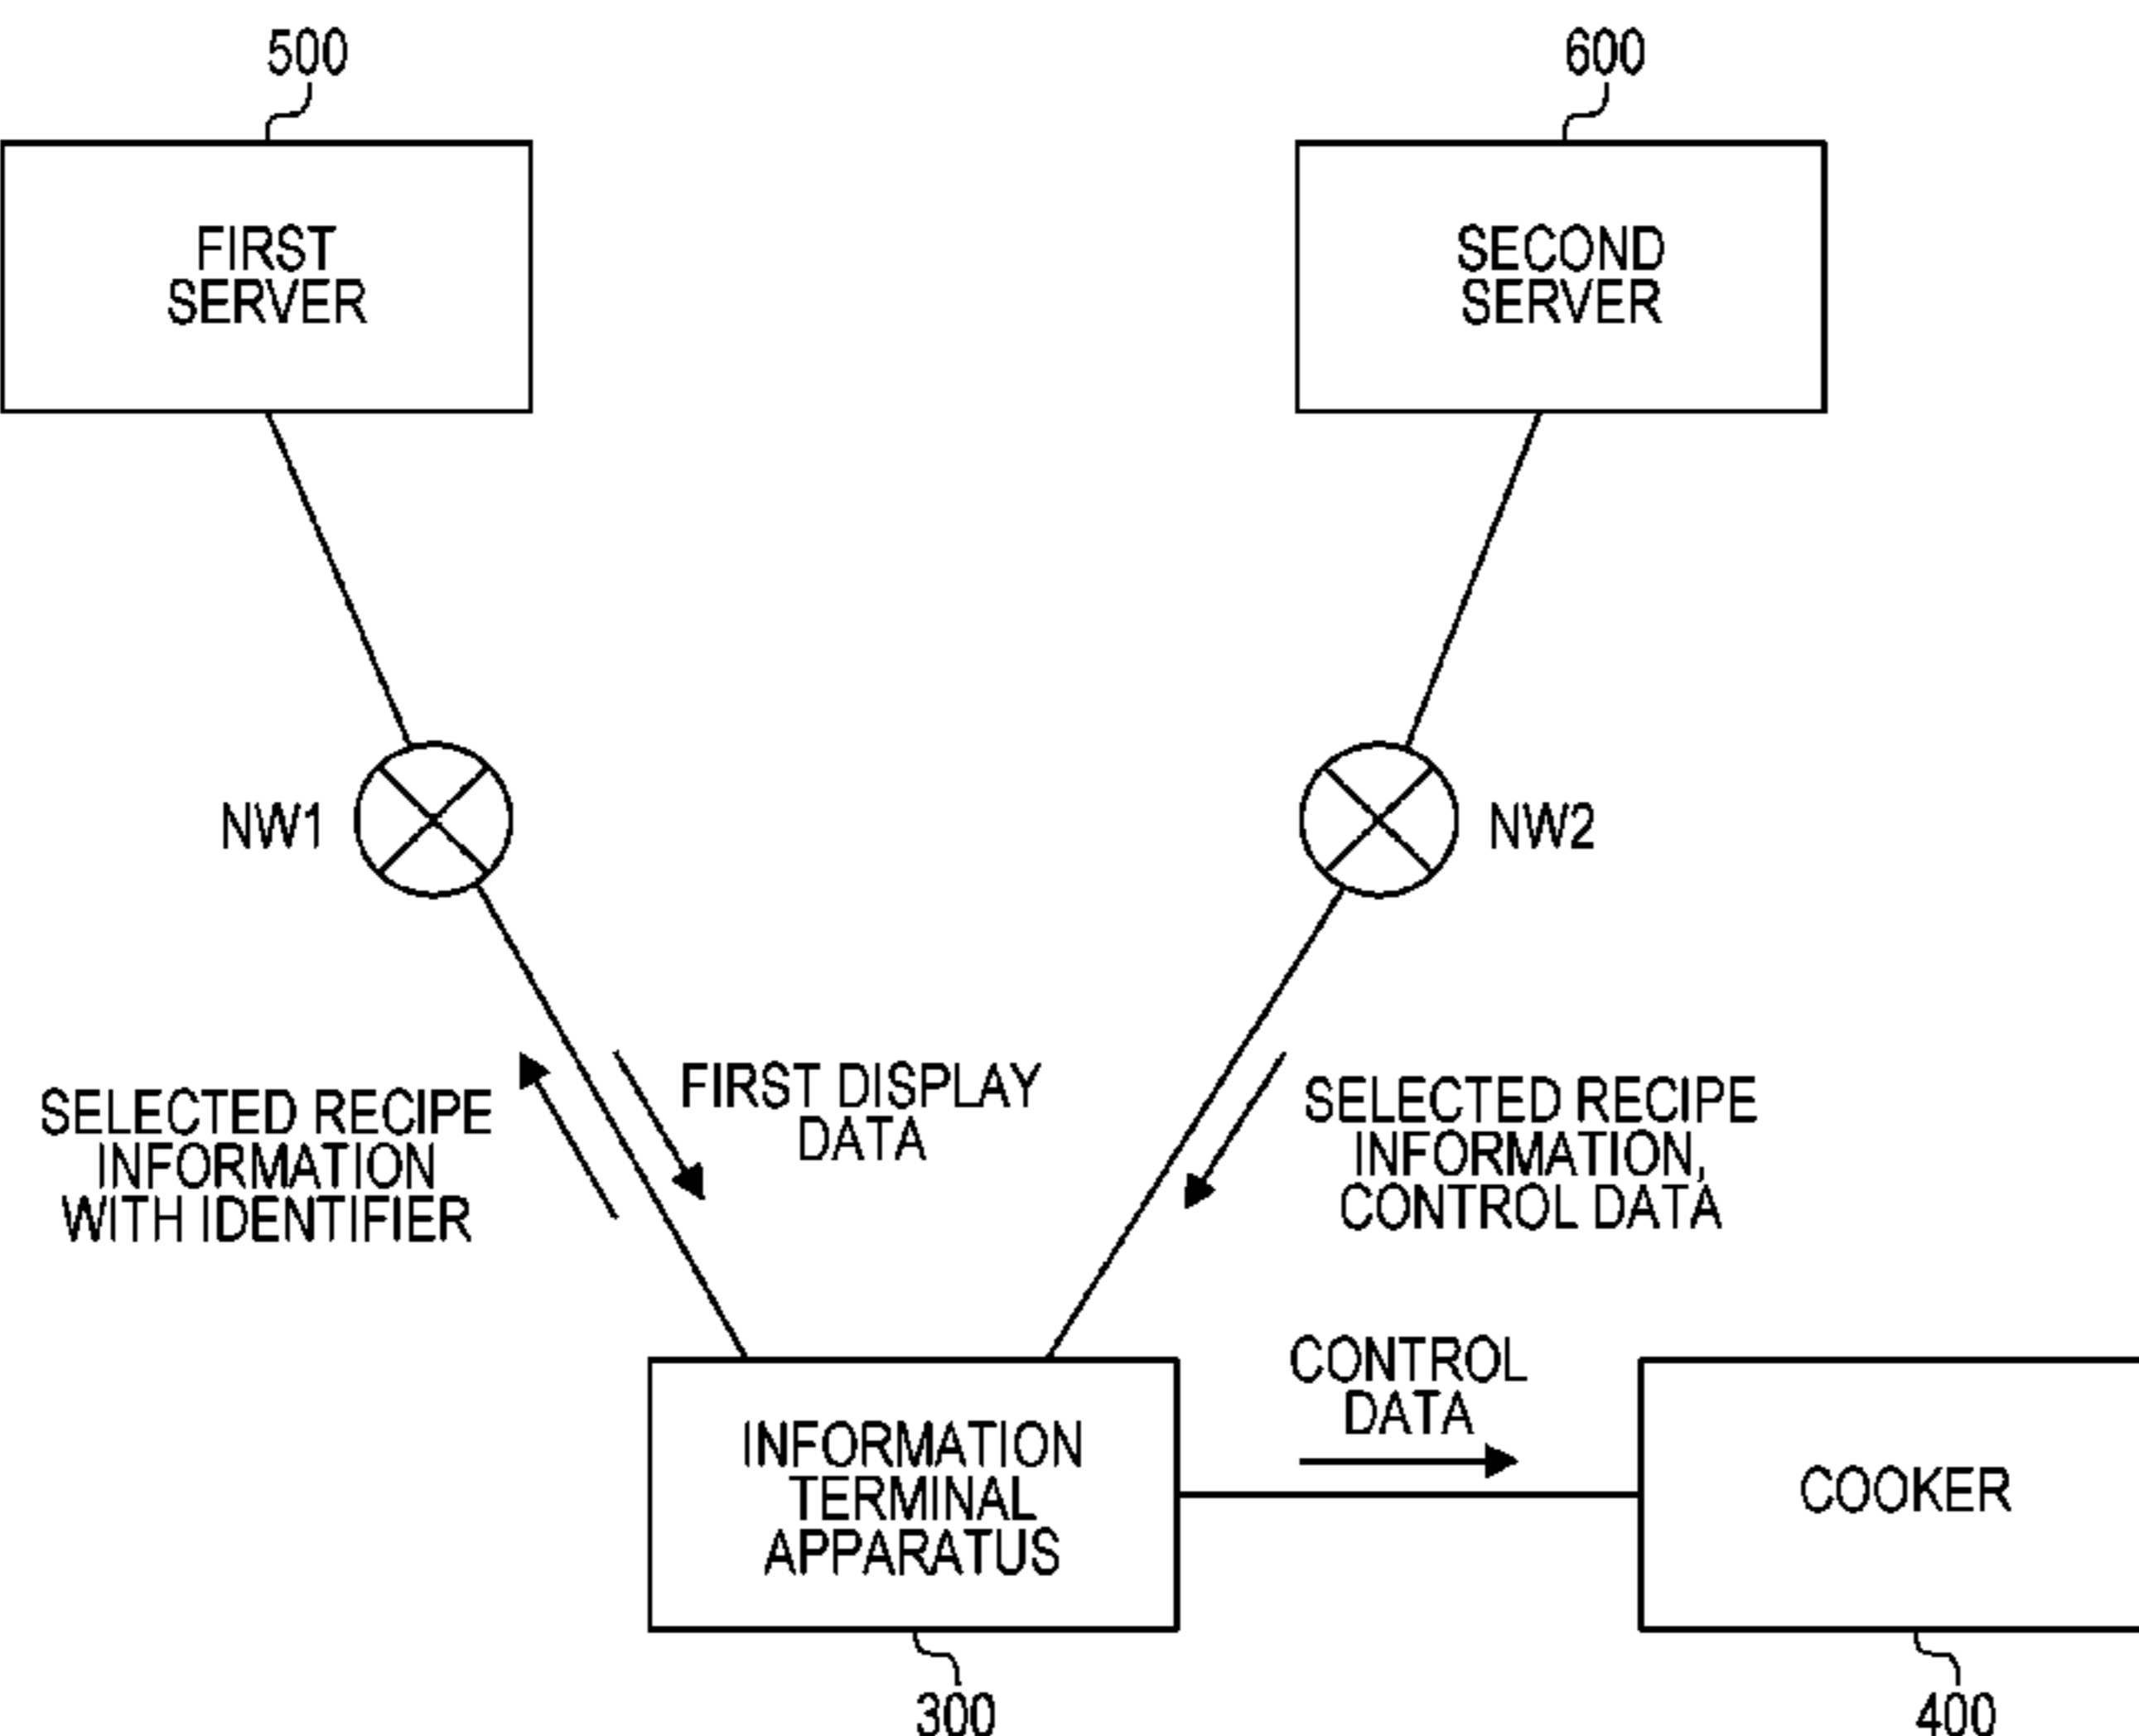 500
600
FIRST
SERVER
SECOND
SERVER
NW1
NW2
SELECTED RECIPE
INFORMATION
WITH IDENTIFIER
FIRST DISPLAY
DATA
SELECTED RECIPE
INFORMATION,
CONTROL DATA
CONTROL
DATA
INFORMATION
TERMINAL
APPARATUS
COOKER
300
400